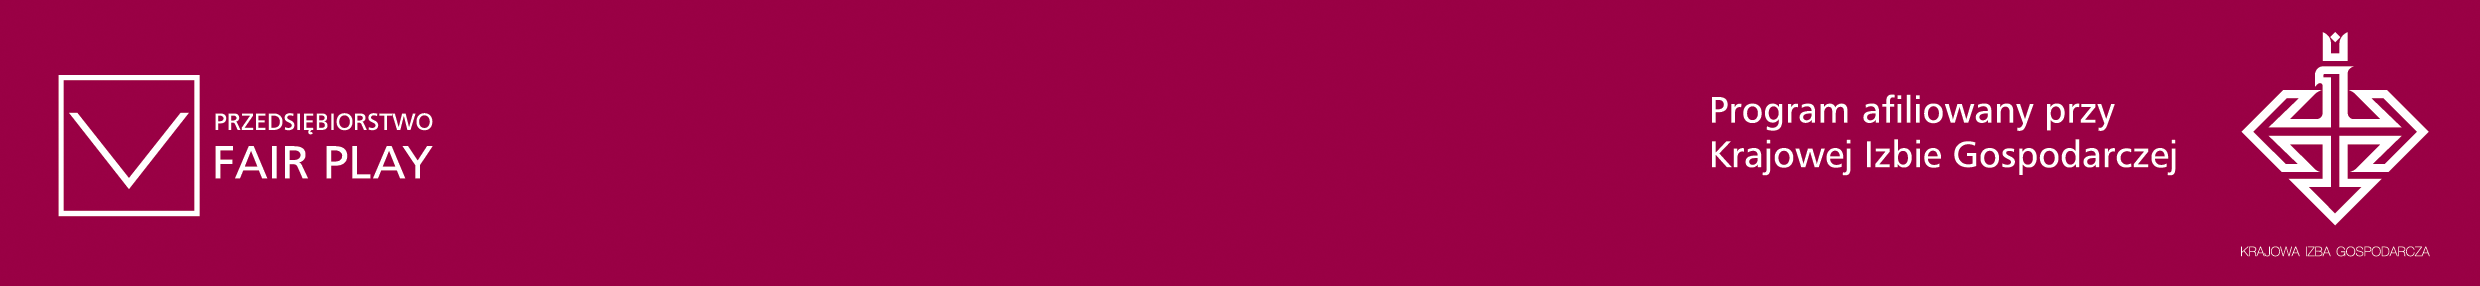 PRZEDSIĘBIORSTWO
FAIR PLAY
Program afiliowany przy
Krajowej Izbie Gospodarczej
KRAJOWA IZBA GOSPODARCZA